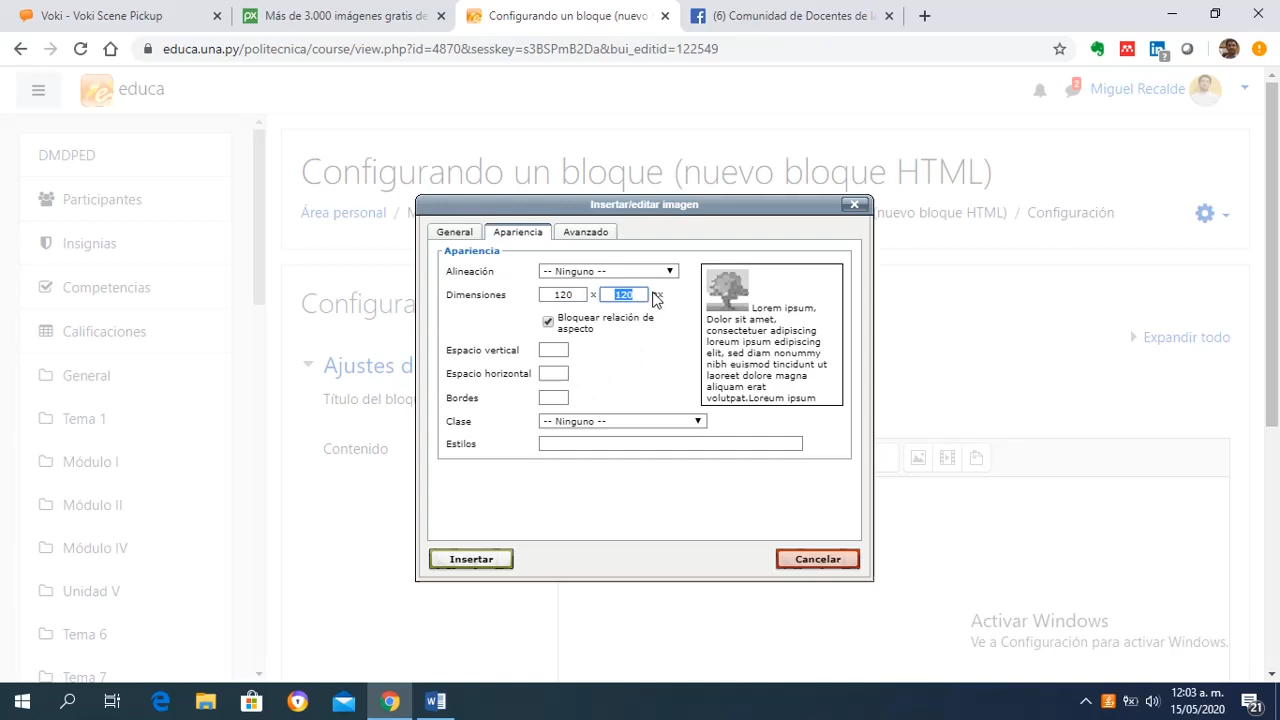 Voki - Voki Scene Pickup
Más de 3.000 imágenes gratis de
Configurando un bloque (nuevo
(6) Comunidad de Docentes de la
educa.una.py/politecnica/course/view.php?id=4870&sesskey=s3BSPmB2Da&bui_editid=122549
educa
2
Miguel Recalde
DMDPED
Participantes
Insignias
Competencias
Calificaciones
General
Tema 1
Módulo I
Módulo II
Módulo IV
Unidad V
Tema 6
Tema 7
Configurando un bloque (nuevo bloque HTML)
Área personal / M
nuevo bloque HTML) / Configuración
Configura
Expandir todo
Ajustes d
Título del bloq
Contenido
Insertar/editar imagen
General
Apariencia
Avanzado
Apariencia
Alineación
-- Ninguno --
Dimensiones
120 x 120 px
Bloquear relación de
aspecto
Espacio vertical
Espacio horizontal
Bordes
Clase
-- Ninguno --
Estilos
Lorem ipsum,
Dolor sit amet,
consectetuer adipiscing
loreum ipsum edipiscing
elit, sed diam nonummy
nibh euismod tincidunt ut
laoreet dolore magna
aliquam erat
volutpat.Loreum ipsum
Insertar
Cancelar
Activar Windows
Ve a Configuración para activar Windows.
12:03 a. m.
15/05/2020
21